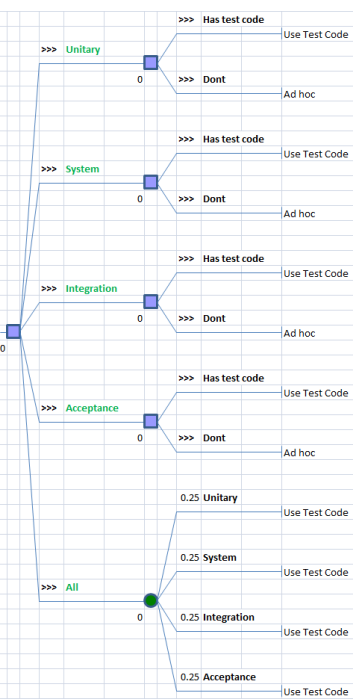 >>> Has test code
Use Test Code
>>> Unitary
0
>>> Dont
Ad hoc
>>> Has test code
Use Test Code
>>> System
0
>>> Dont
Ad hoc
>>> Has test code
Use Test Code
>>> Integration
0
>>> Dont
Ad hoc
0
>>> Has test code
Use Test Code
>>> Acceptance
0
>>> Dont
Ad hoc
0.25 Unitary
Use Test Code
0.25 System
Use Test Code
>>> All
0
0.25 Integration
Use Test Code
0.25 Acceptance
Use Test Code